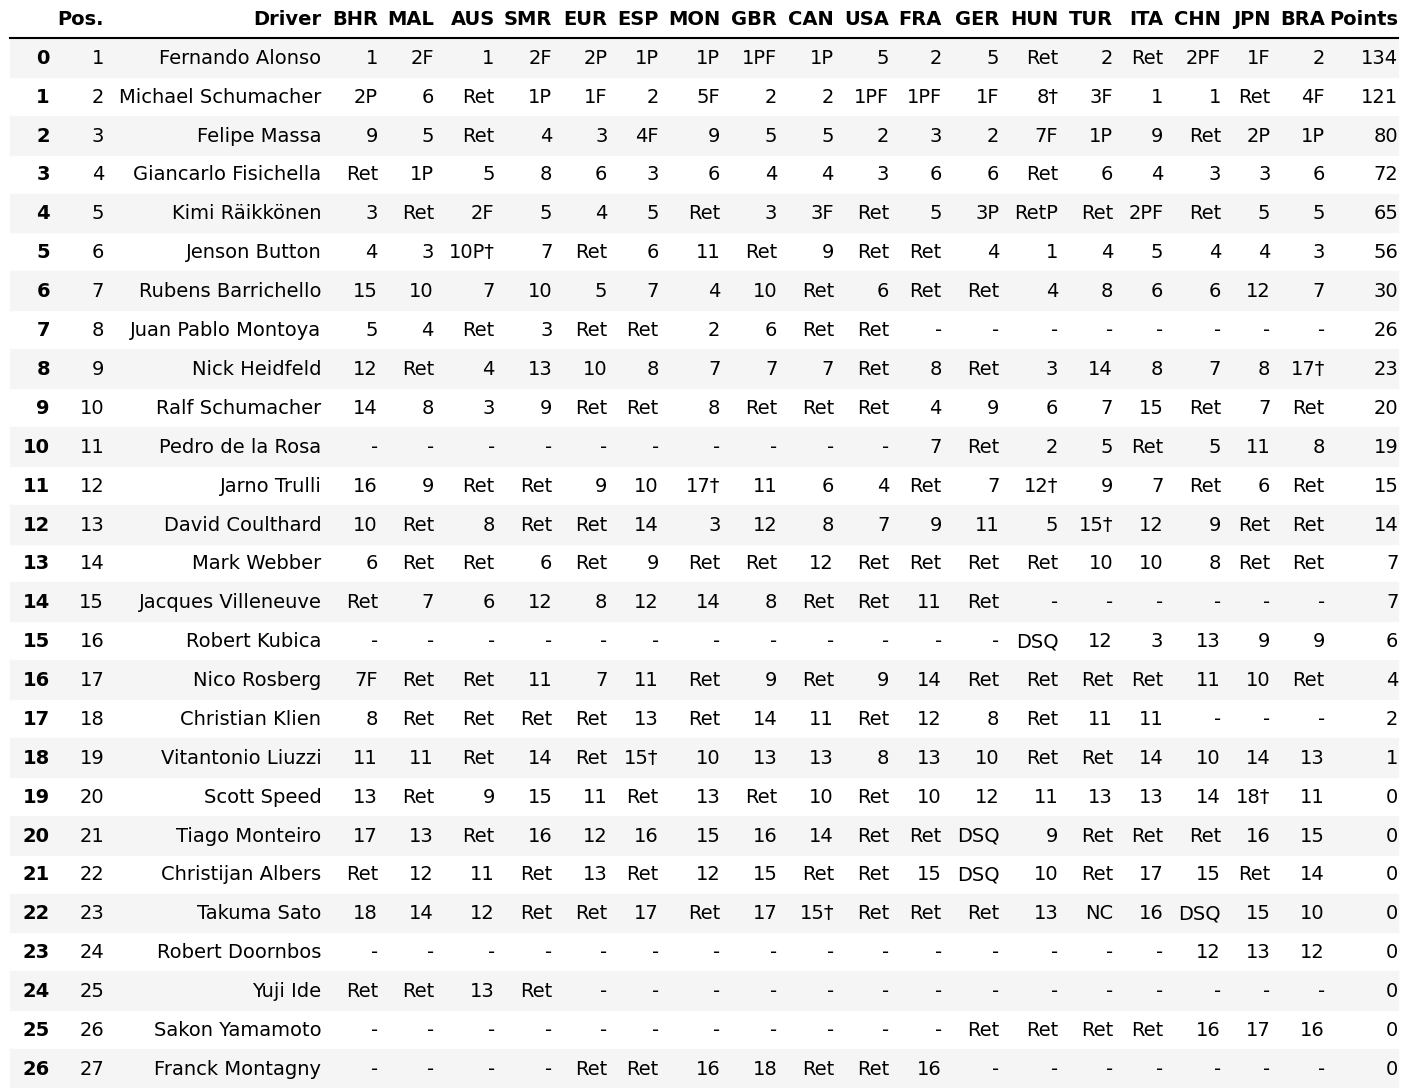 Pos. Driver BHR MAL AUS SMR EUR ESP MON GBR CAN USA FRA GER HUN TUR ITA CHN JPN BRA Points
0 1 Fernando Alonso 1 2F 1 2F 2P 1P 1P 1PF 1P 5 2 5 Ret 2 Ret 2PF 1F 2 134
1 2 Michael Schumacher 2P 6 Ret 1P 1F 2 5F 2 2 1PF 1PF 1F 8† 3F 1 1 Ret 4F 121
2 3 Felipe Massa 9 5 Ret 4 3 4F 9 5 5 2 3 2 7F 1P 9 Ret 2P 1P 80
3 4 Giancarlo Fisichella Ret 1P 5 8 6 3 6 4 4 3 6 6 Ret 6 4 3 3 6 72
4 5 Kimi Räikkönen 3 Ret 2F 5 4 5 Ret 3 3F Ret 5 3P RetP Ret 2PF Ret 5 5 65
5 6 Jenson Button 4 3 10P† 7 Ret 6 11 Ret 9 Ret Ret 4 1 4 5 4 4 3 56
6 7 Rubens Barrichello 15 10 7 10 5 7 4 10 Ret 6 Ret Ret 4 8 6 6 12 7 30
7 8 Juan Pablo Montoya 5 4 Ret 3 Ret Ret 2 6 Ret Ret - - - - - - - - 26
8 9 Nick Heidfeld 12 Ret 4 13 10 8 7 7 7 Ret 8 Ret 3 14 8 7 8 17† 23
9 10 Ralf Schumacher 14 8 3 9 Ret Ret 8 Ret Ret Ret 4 9 6 7 15 Ret 7 Ret 20
10 11 Pedro de la Rosa - - - - - - - - - - 7 Ret 2 5 Ret 5 11 8 19
11 12 Jarno Trulli 16 9 Ret Ret 9 10 17† 11 6 4 Ret 7 12† 9 7 Ret 6 Ret 15
12 13 David Coulthard 10 Ret 8 Ret Ret 14 3 12 8 7 9 11 5 15† 12 9 Ret Ret 14
13 14 Mark Webber 6 Ret Ret 6 Ret 9 Ret Ret 12 Ret Ret Ret Ret 10 10 8 Ret Ret 7
14 15 Jacques Villeneuve Ret 7 6 12 8 12 14 8 Ret Ret 11 Ret - - - - - - 7
15 16 Robert Kubica - - - - - - - - - - - - DSQ 12 3 13 9 9 6
16 17 Nico Rosberg 7F Ret Ret 11 7 11 Ret 9 Ret 9 14 Ret Ret Ret Ret 11 10 Ret 4
17 18 Christian Klien 8 Ret Ret Ret Ret 13 Ret 14 11 Ret 12 8 Ret 11 11 - - - 2
18 19 Vitantonio Liuzzi 11 11 Ret 14 Ret 15† 10 13 13 8 13 10 Ret Ret 14 10 14 13 1
19 20 Scott Speed 13 Ret 9 15 11 Ret 13 Ret 10 Ret 10 12 11 13 13 14 18† 11 0
20 21 Tiago Monteiro 17 13 Ret 16 12 16 15 16 14 Ret Ret DSQ 9 Ret Ret Ret 16 15 0
21 22 Christijan Albers Ret 12 11 Ret 13 Ret 12 15 Ret Ret 15 DSQ 10 Ret 17 15 Ret 14 0
22 23 Takuma Sato 18 14 12 Ret Ret 17 Ret 17 15† Ret Ret Ret 13 NC 16 DSQ 15 10 0
23 24 Robert Doornbos - - - - - - - - - - - - - - - 12 13 12 0
24 25 Yuji Ide Ret Ret 13 Ret - - - - - - - - - - - - - - 0
25 26 Sakon Yamamoto - - - - - - - - - - - Ret Ret Ret Ret 16 17 16 0
26 27 Franck Montagny - - - - Ret Ret 16 18 Ret Ret 16 - - - - - - - 0